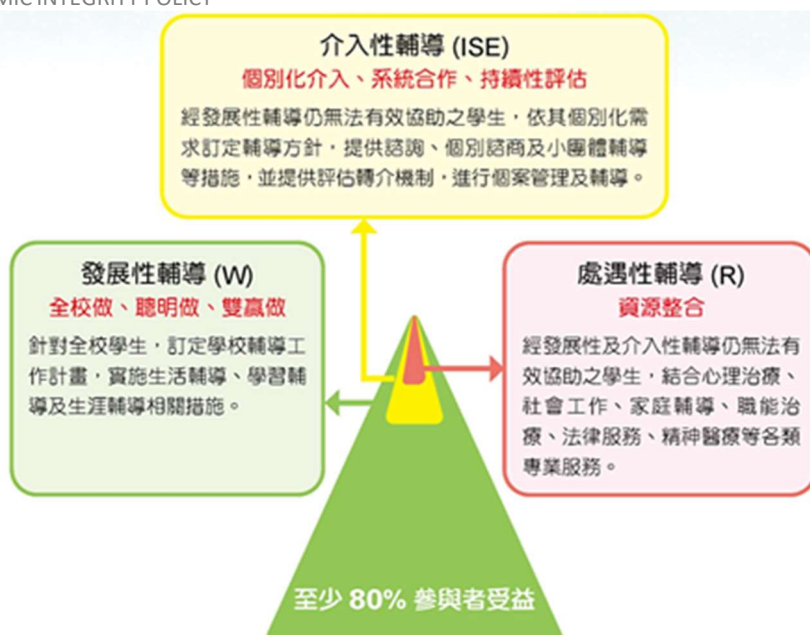 MIC INTEGRITY POLICY
介入性輔導 (ISE)
個別化介入、系統合作、持續性評估
經發展性輔導仍無法有效協助之學生，依其個別化需
求訂定輔導方針，提供諮詢、個別諮商及小團體輔導
等措施，並提供評估轉介機制，進行個案管理及輔導。
發展性輔導 (W)
全校做、聰明做、雙贏做
針對全校學生，訂定學校輔導工
作計畫，實施生活輔導、學習輔
導及生涯輔導相關措施。
處遇性輔導 (R)
資源整合
經發展性及介入性輔導仍無法有
效協助之學生，結合心理治療、
社會工作、家庭輔導、職能治
療、法律服務、精神醫療等各類
專業服務。
至少 80% 參與者受益